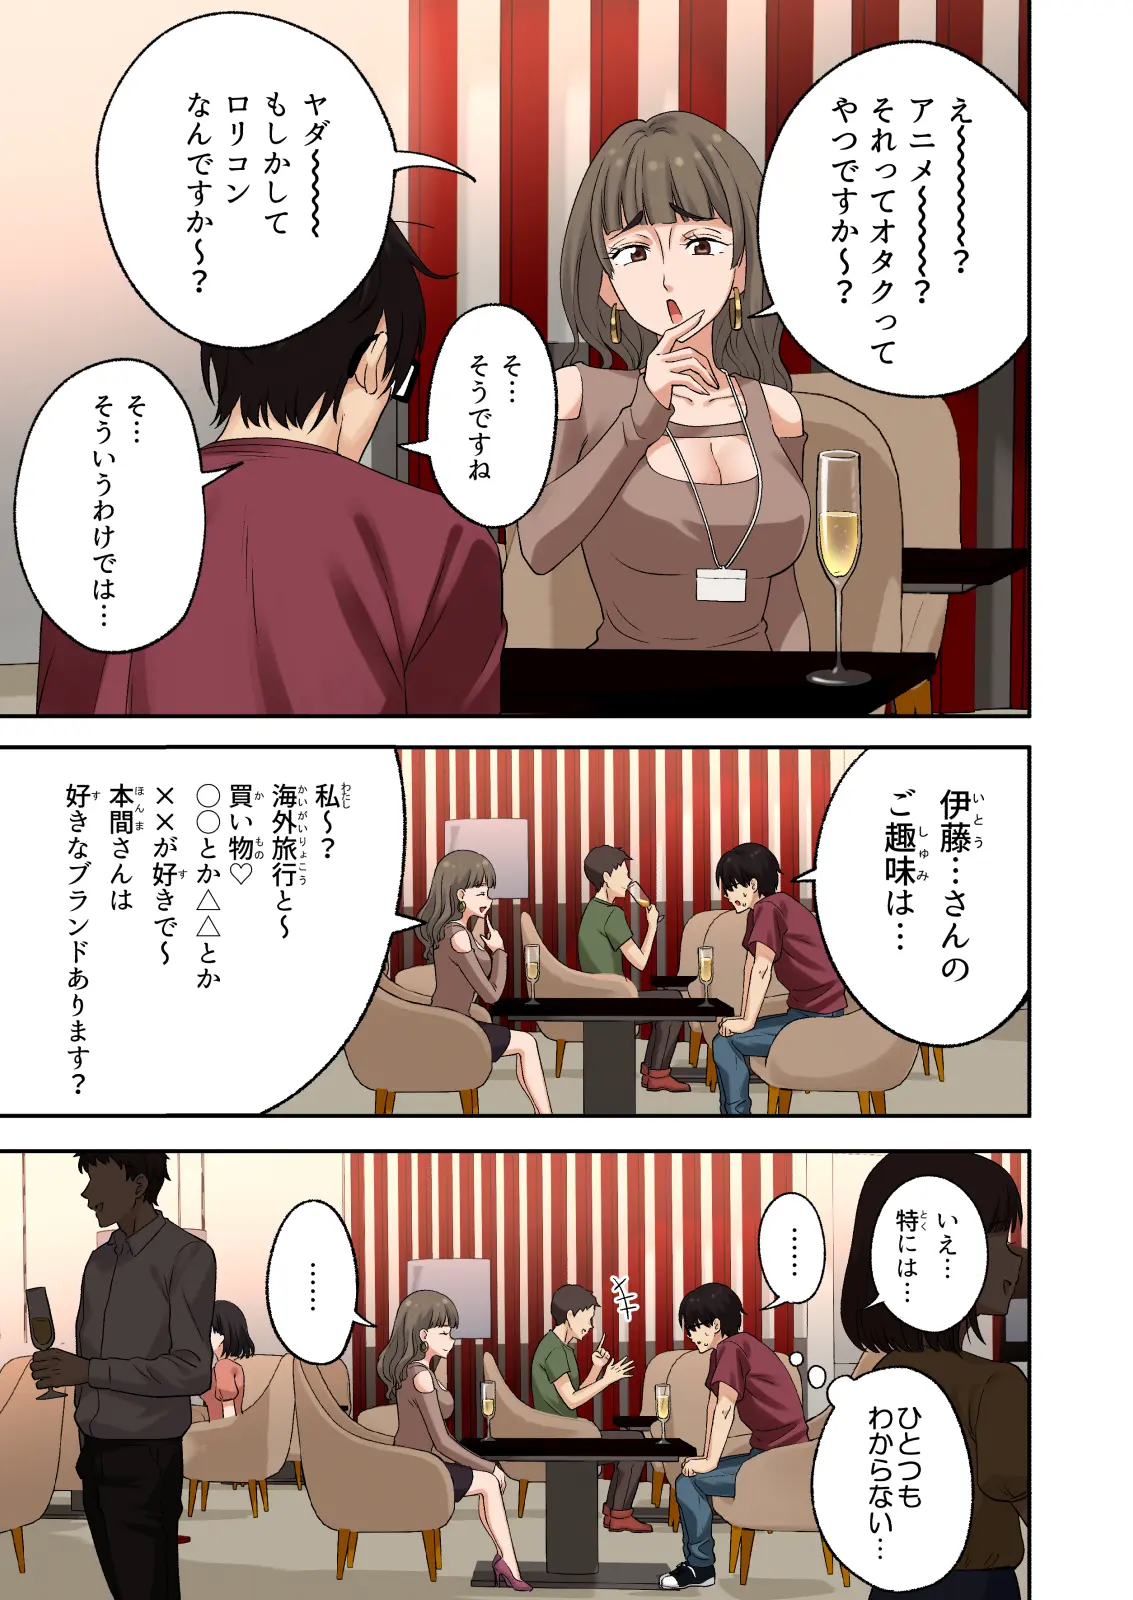 え〜〜〜〜〜？
アニメ〜〜〜〜？
それってオタクって
やつですか〜？
そ…
そうですね
ヤダ〜〜〜〜
もしかして
ロリコン
なんですか〜？
そ…
そういうわけでは…
伊藤…さんの
ご趣味は…
私〜？
海外旅行と〜
買い物♡
〇〇とか△△とか
××が好きで〜
本間さんは
好きなブランドあります？
いえ…
特には…
……
ひとつも
わからない…
……